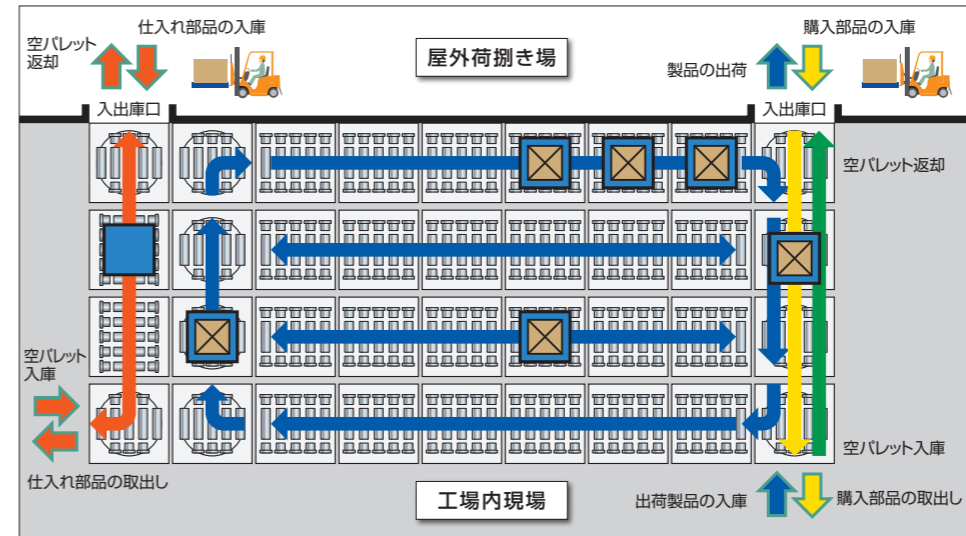 空パレット
返却
仕入れ部品の入庫
屋外荷捌き場
購入部品の入庫
製品の出荷
入出庫口
入出庫口
空パレット返却
空パレット
入庫
仕入れ部品の取出し
工場内現場
空パレット入庫
出荷製品の入庫
購入部品の取出し